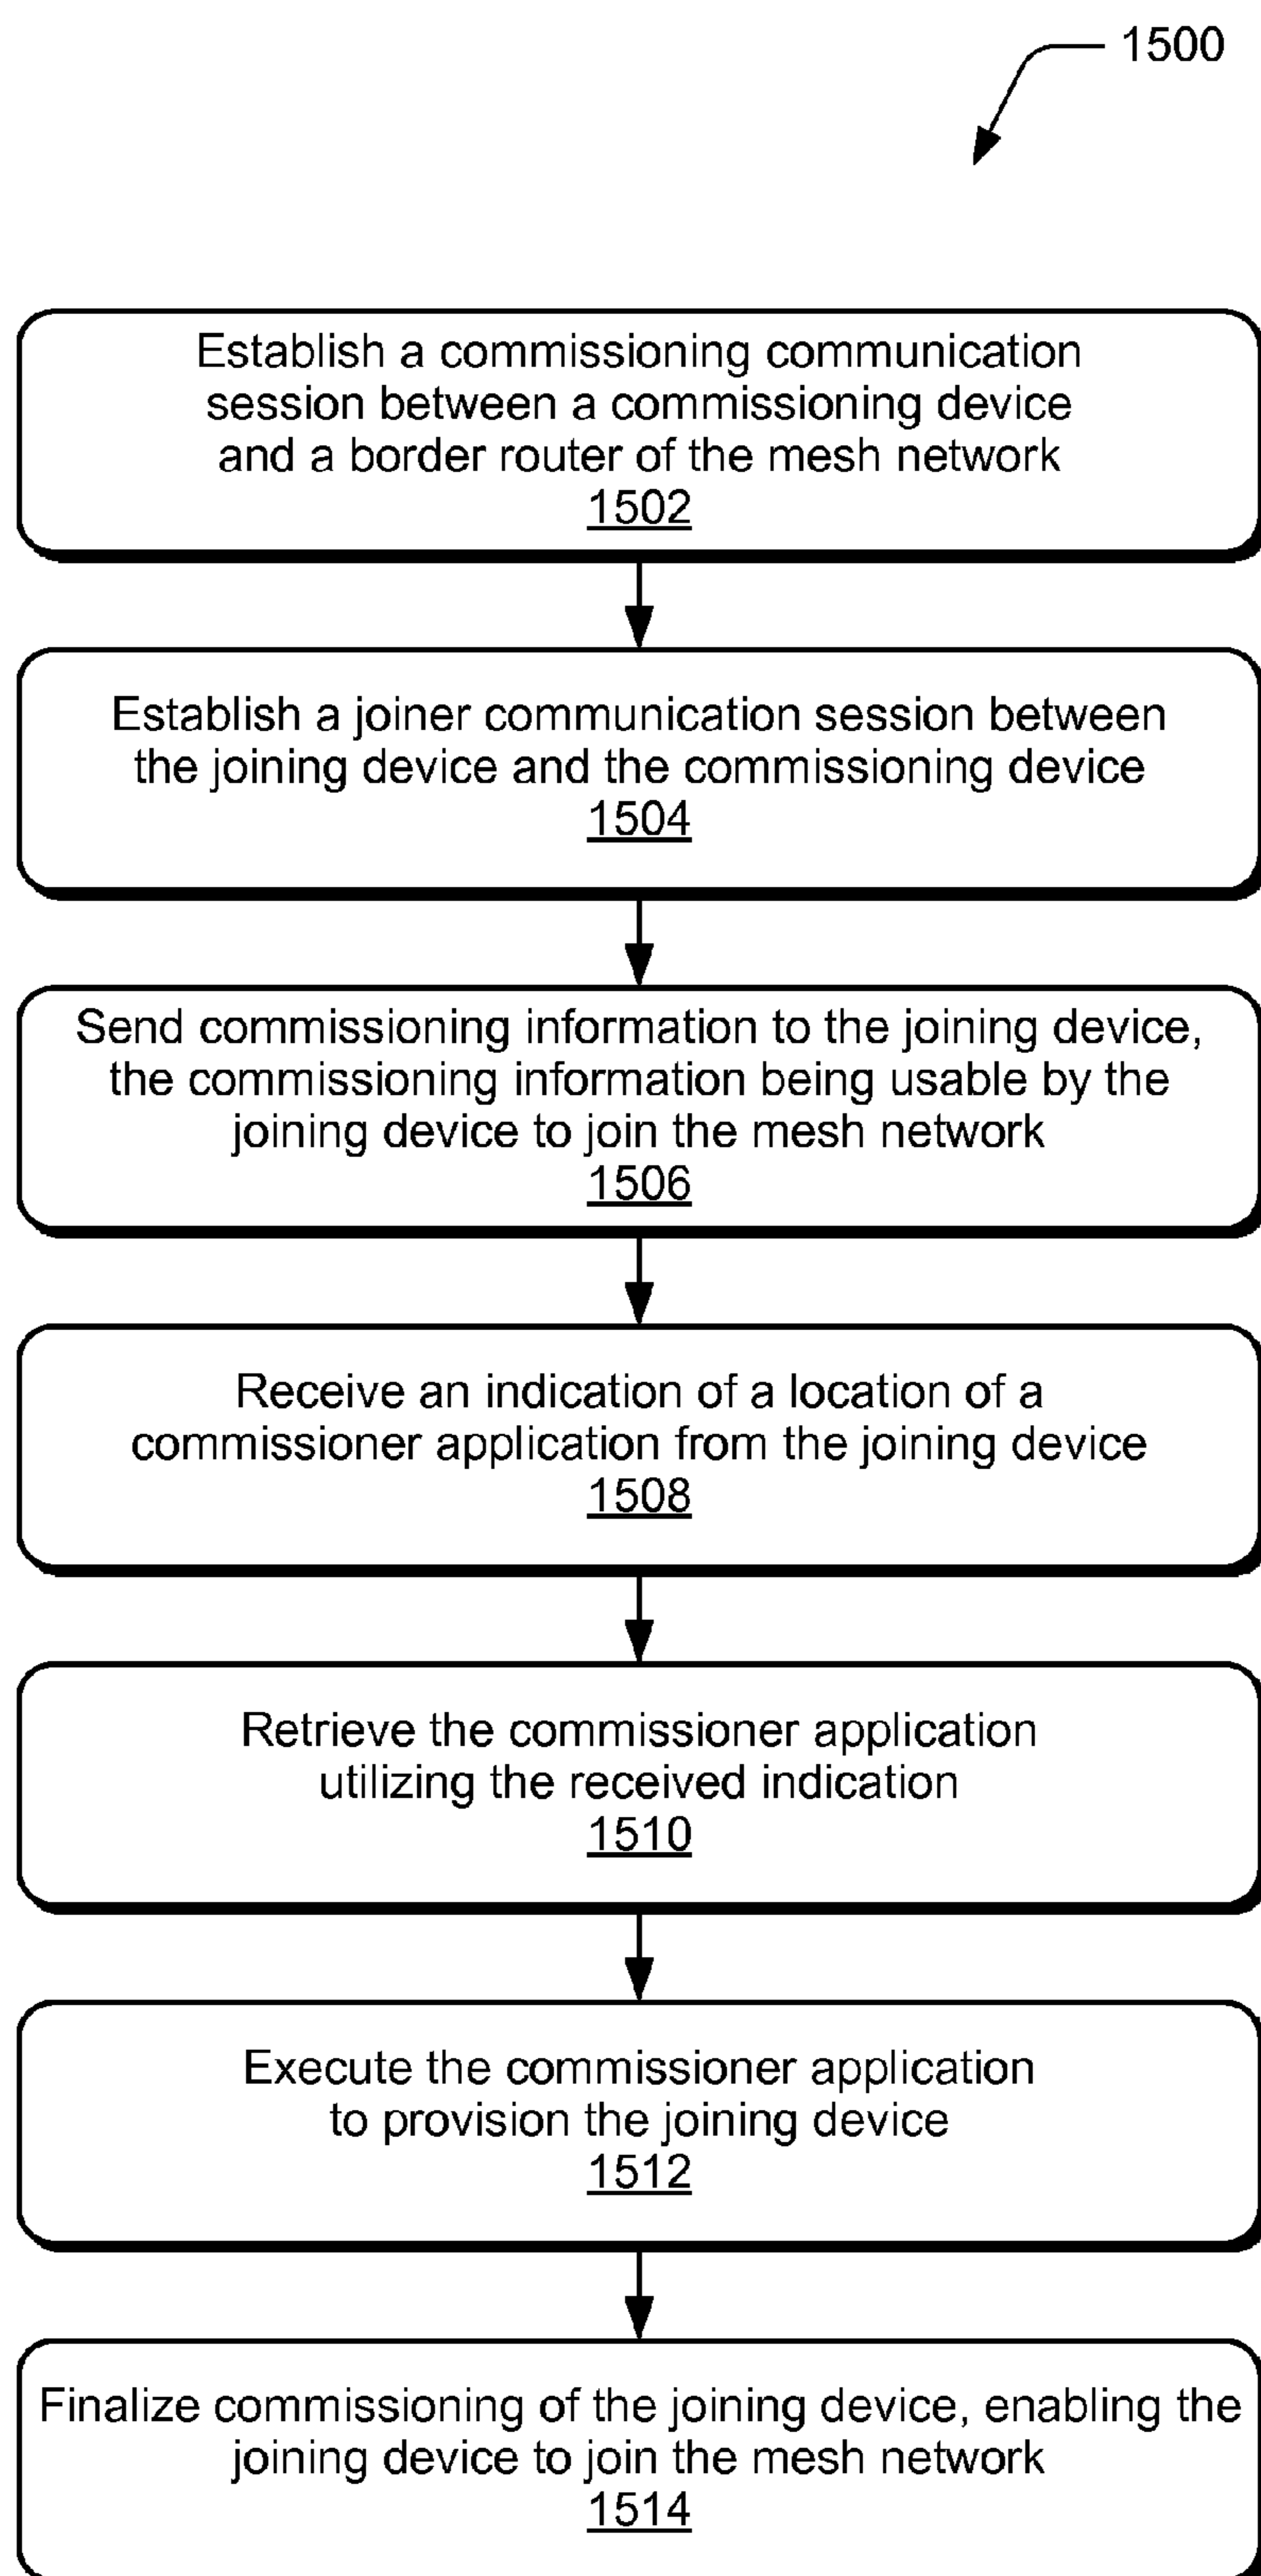 1500
Establish a commissioning communication
session between a commissioning device
and a border router of the mesh network
1502
Establish a joiner communication session between
the joining device and the commissioning device
1504
Send commissioning information to the joining device,
the commissioning information being usable by the
joining device to join the mesh network
1506
Receive an indication of a location of a
commissioner application from the joining device
1508
Retrieve the commissioner application
utilizing the received indication
1510
Execute the commissioner application
to provision the joining device
1512
Finalize commissioning of the joining device, enabling the
joining device to join the mesh network
1514